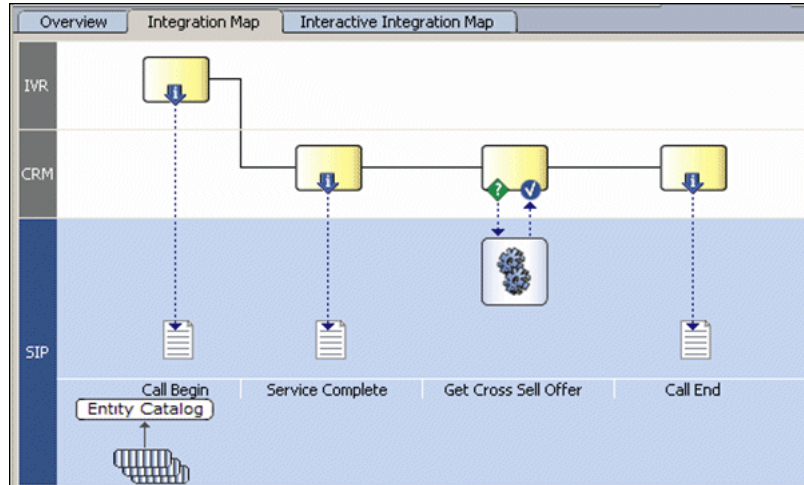 Overview Integration Map Interactive Integration Map
IVR
CRM
SIP
Call Begin Service Complete Get Cross Sell Offer Call End
Entity Catalog